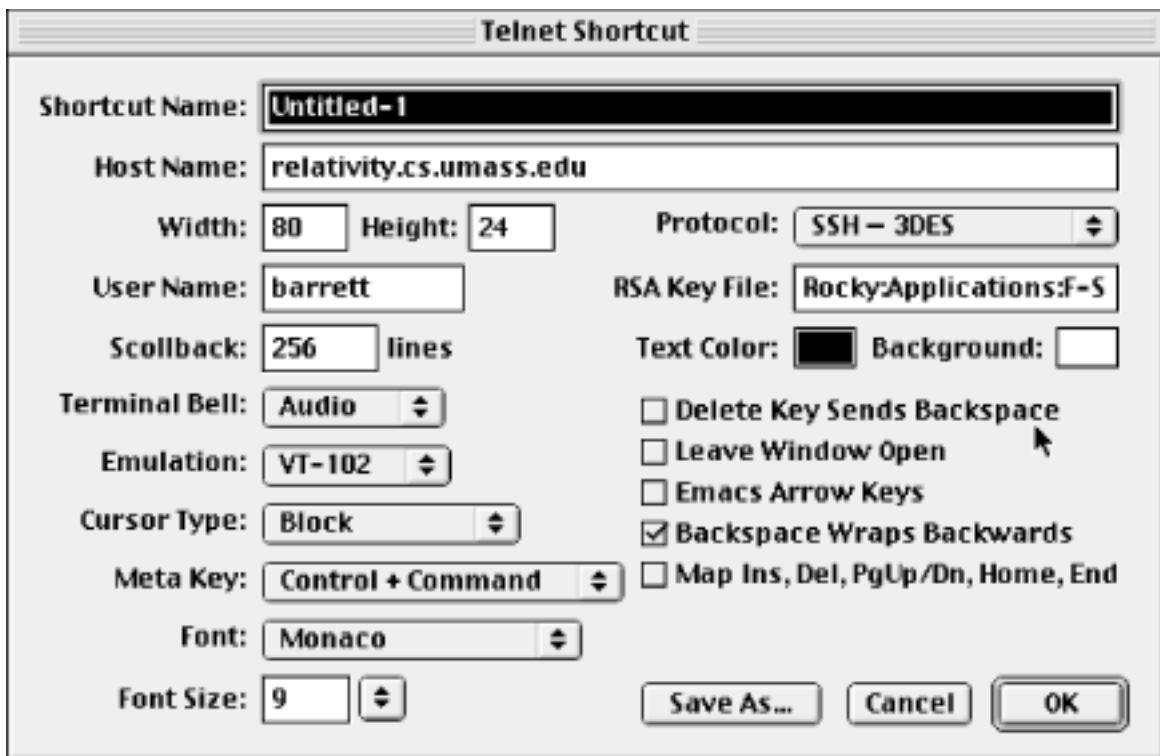 Telnet Shortcut
Shortcut Name: Untitled-1
Host Name: relativity.cs.umass.edu
Width: 80 Height: 24 Protocol: SSH – 3DES
User Name: barrett RSA Key File: Rocky:Applications:F-S
Scollback: 256 lines Text Color: Background:
Terminal Bell: Audio
Delete Key Sends Backspace
Emulation: VT-102
Leave Window Open
Emacs Arrow Keys
Cursor Type: Block
Backspace Wraps Backwards
Meta Key: Control + Command
Map Ins, Del, PgUp/Dn, Home, End
Font: Monaco
Font Size: 9
Save As... Cancel OK